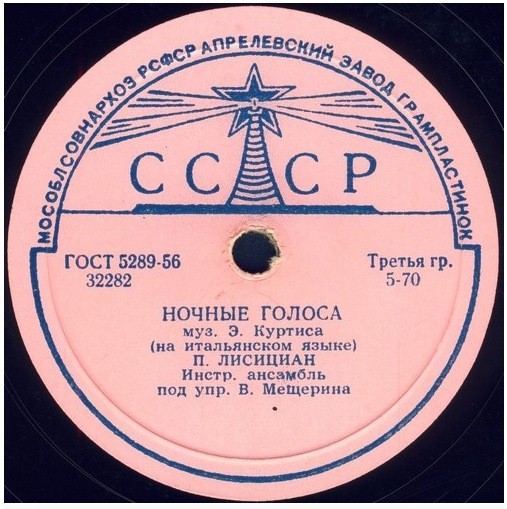 МОСОБЛСОВНАРХОЗ РСФСР АПРЕЛЕВСКИЙ ЗАВОД ГРАМПЛАСТИНОК
СССР
ГОСТ 5289-56
32282
Третья гр.
5-70
НОЧНЫЕ ГОЛОСА
муз. Э. Куртиса
(на итальянском языке)
П. ЛИСИЦИАН
Инстр. ансамбль
под упр. В. Мещерина